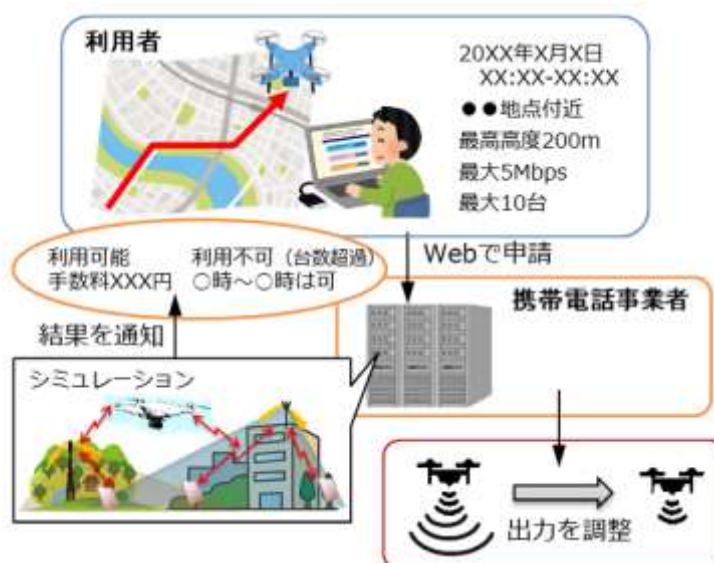 利用者
20XX年X月X日
XX:XX-XX:XX
●●地点付近
最高高度200m
最大5Mbps
最大10台
利用可能
手数料XXX円
利用不可（台数超過）
○時～○時は可
Webで申請
携帯電話事業者
結果を通知
シミュレーション
出力を調整